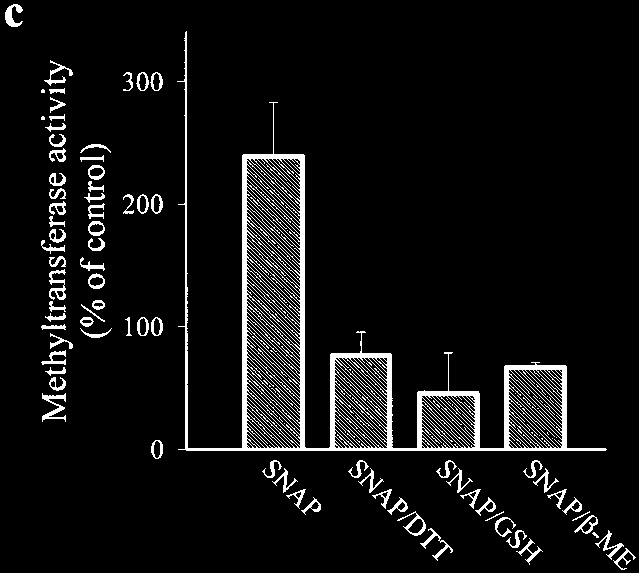 c
Methyltransferase activity
(% of control)
300
200
100
0
SNAP
SNAP/DTT
SNAP/GSH
SNAP/β-ME